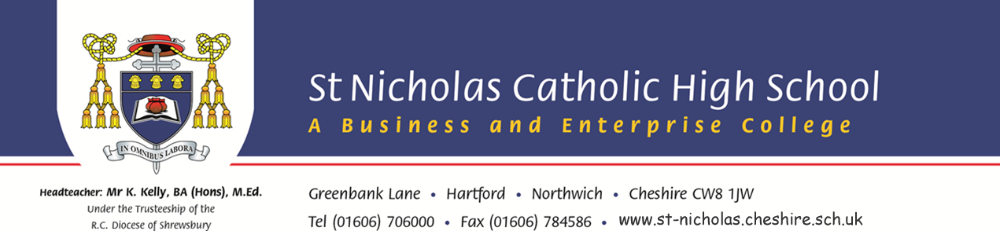 St Nicholas Catholic High School
A Business and Enterprise College
IN OMNIBUS LABORA
Headteacher: Mr K. Kelly, BA (Hons), M.Ed.
Under the Trusteeship of the
R.C. Diocese of Shrewsbury
Greenbank Lane • Hartford • Northwich • Cheshire CW8 1JW
Tel (01606) 706000 • Fax (01606) 784586 • www.st-nicholas.cheshire.sch.uk